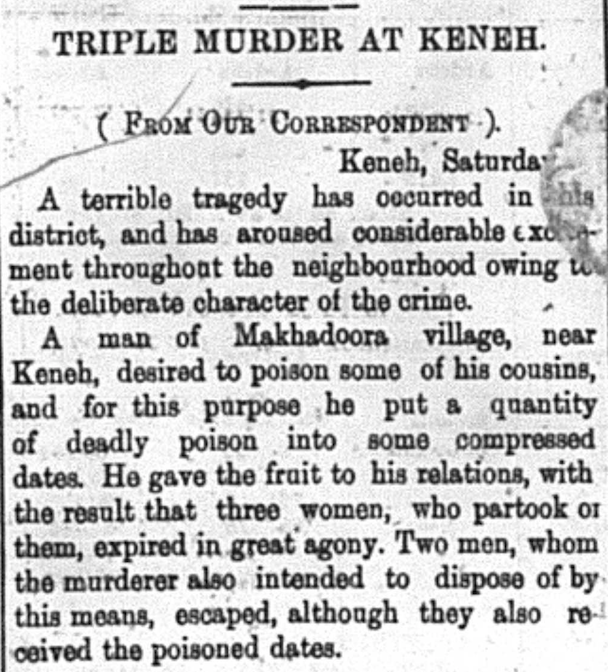 TRIPLE MURDER AT KENEH.
( FROM OUR CORRESPONDENT ).
Keneh, Saturday
A terrible tragedy has occurred in
district, and has aroused considerable
ment throughout the neighbourhood owing to
the deliberate character of the crime.
A man of Makhadoora village, near
Keneh, desired to poison some of his cousins,
and for this purpose he put a quantity
of deadly poison into some compressed
dates. He gave the fruit to his relations, with
the result that three women, who partook of
them, expired in great agony. Two men, whom
the murderer also intended to dispose of by
this means, escaped, although they also re-
ceived the poisoned dates.